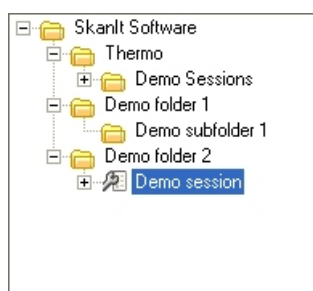 SkanIt Software
Thermo
Demo Sessions
Demo folder 1
Demo subfolder 1
Demo folder 2
Demo session